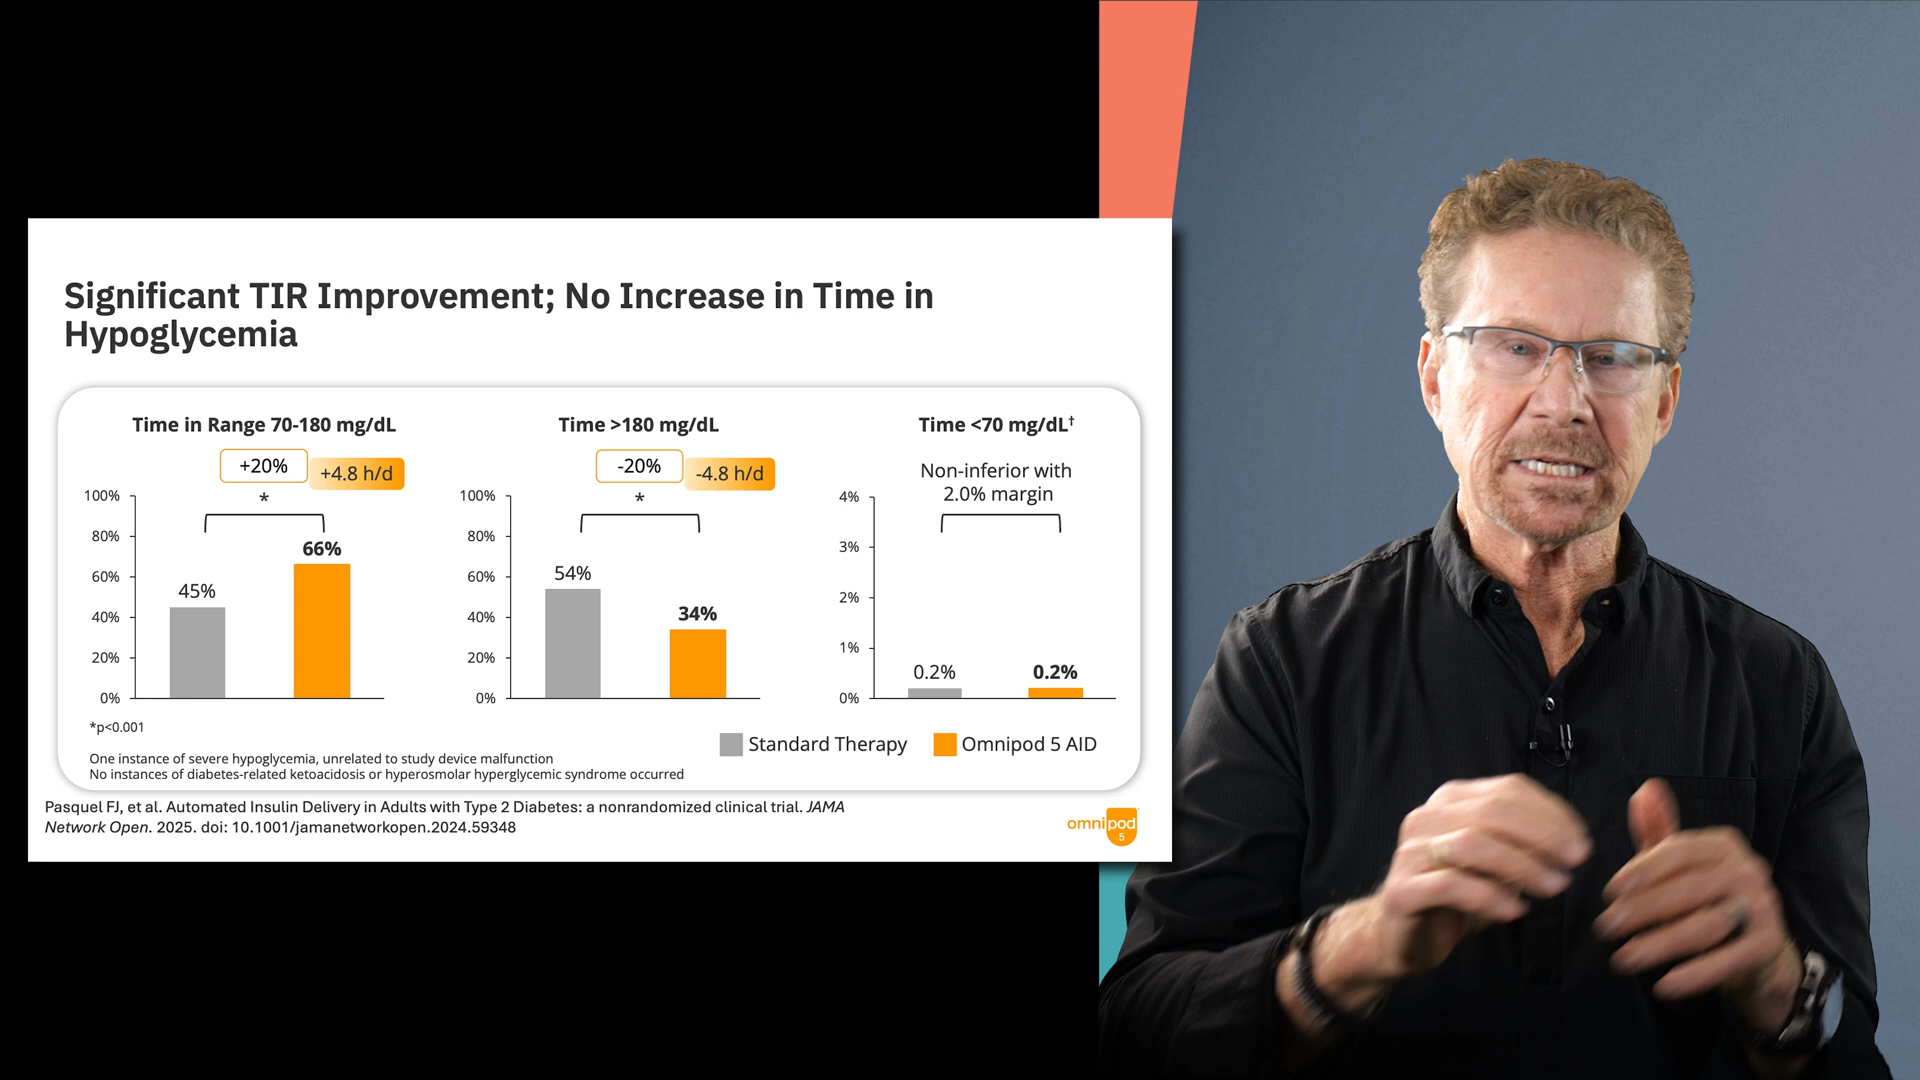 Significant TIR Improvement; No Increase in Time in
Hypoglycemia
Time in Range 70-180 mg/dL
+20%
+4.8 h/d
*
100%
80%
60%
40%
20%
0%
45%
66%
Time >180 mg/dL
-20%
-4.8 h/d
*
100%
80%
60%
40%
20%
0%
54%
34%
Time <70 mg/dL†
Non-inferior with
2.0% margin
4%
3%
2%
1%
0%
0.2%
0.2%
*p<0.001
Standard Therapy
Omnipod 5 AID
One instance of severe hypoglycemia, unrelated to study device malfunction
No instances of diabetes-related ketoacidosis or hyperosmolar hyperglycemic syndrome occurred
Pasquel FJ, et al. Automated Insulin Delivery in Adults with Type 2 Diabetes: a nonrandomized clinical trial. JAMA
Network Open. 2025. doi: 10.1001/jamanetworkopen.2024.59348
omnipod
5